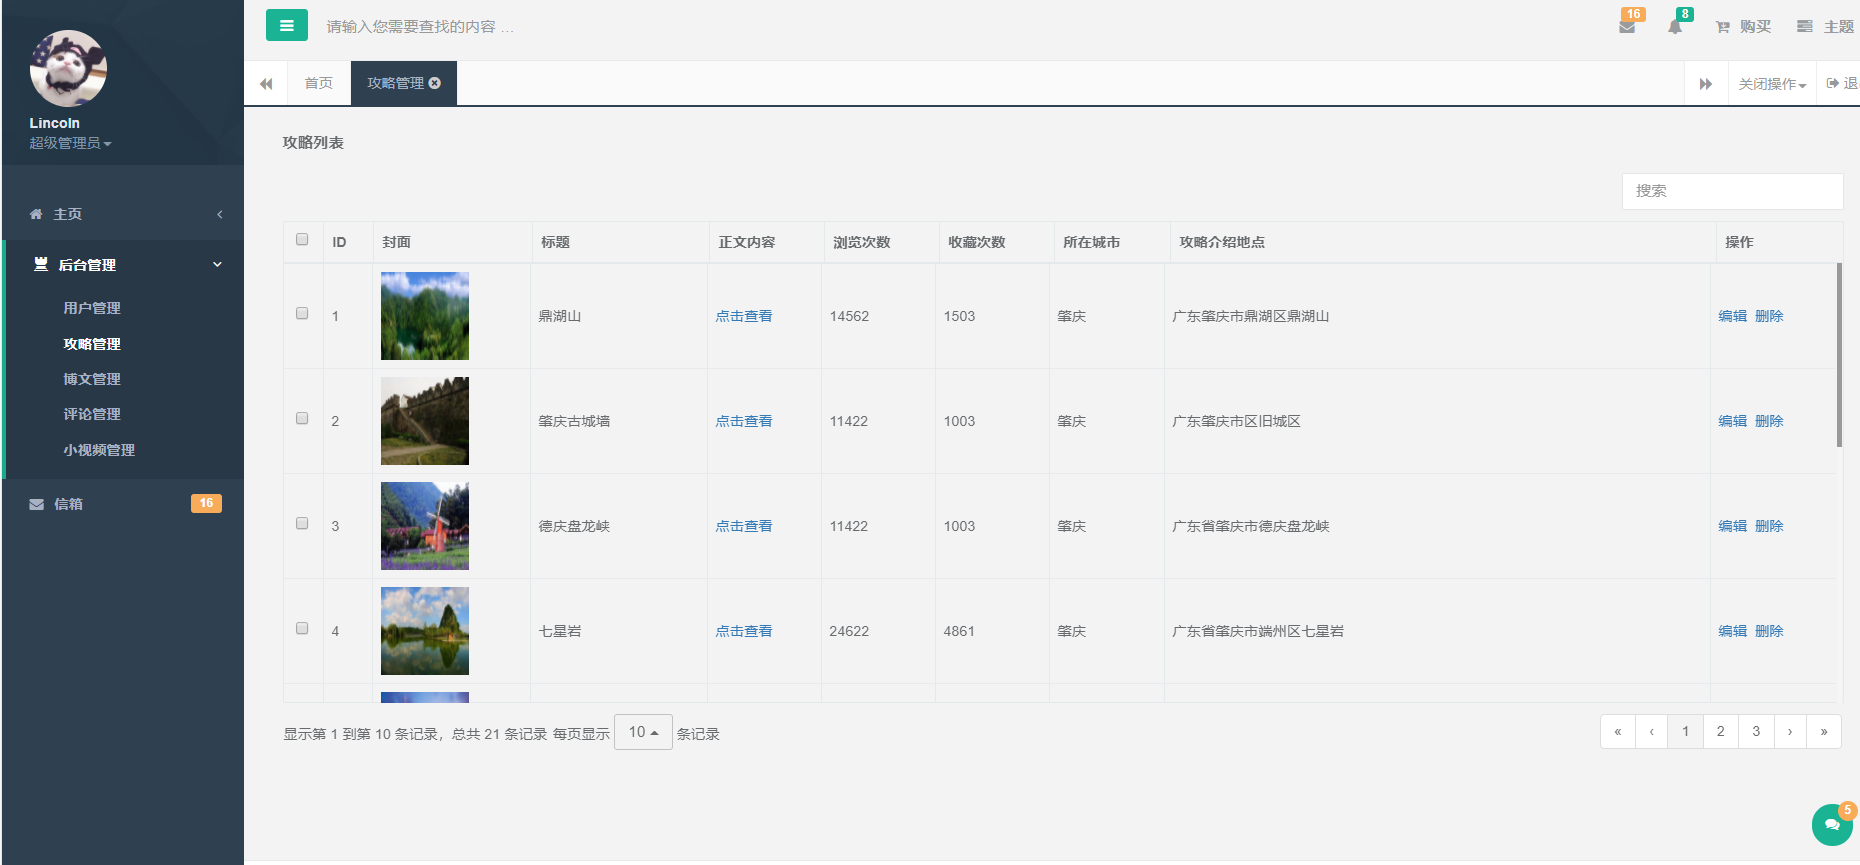 Lincoln
超级管理员
主页
后台管理
用户管理
攻略管理
博文管理
评论管理
小视频管理
信箱 16
请输入您需要查找的内容 …
16
8
购买
主题
首页
攻略管理
关闭操作
退
攻略列表
搜索
ID 封面 标题 正文内容 浏览次数 收藏次数 所在城市 攻略介绍地点 操作
1 鼎湖山 点击查看 14562 1503 肇庆 广东肇庆市鼎湖区鼎湖山 编辑 删除
2 肇庆古城墙 点击查看 11422 1003 肇庆 广东肇庆市区旧城区 编辑 删除
3 德庆盘龙峡 点击查看 11422 1003 肇庆 广东省肇庆市德庆盘龙峡 编辑 删除
4 七星岩 点击查看 24622 4861 肇庆 广东省肇庆市端州区七星岩 编辑 删除
显示第 1 到第 10 条记录，总共 21 条记录 每页显示 10 条记录
« ‹ 1 2 3 › »
5